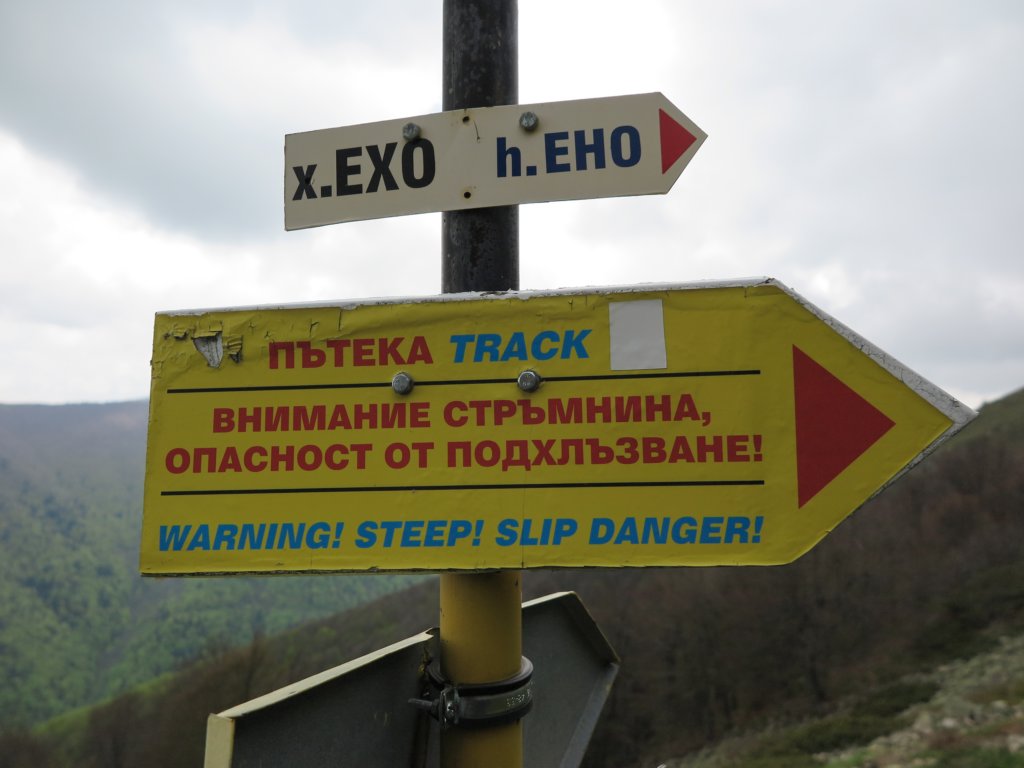 х.ЕХО h.EHO
ПЪТЕКА TRACK
ВНИМАНИЕ СТРЪМНИНА,
ОПАСНОСТ ОТ ПОДХЛЪЗВАНЕ!
WARNING! STEEP! SLIP DANGER!